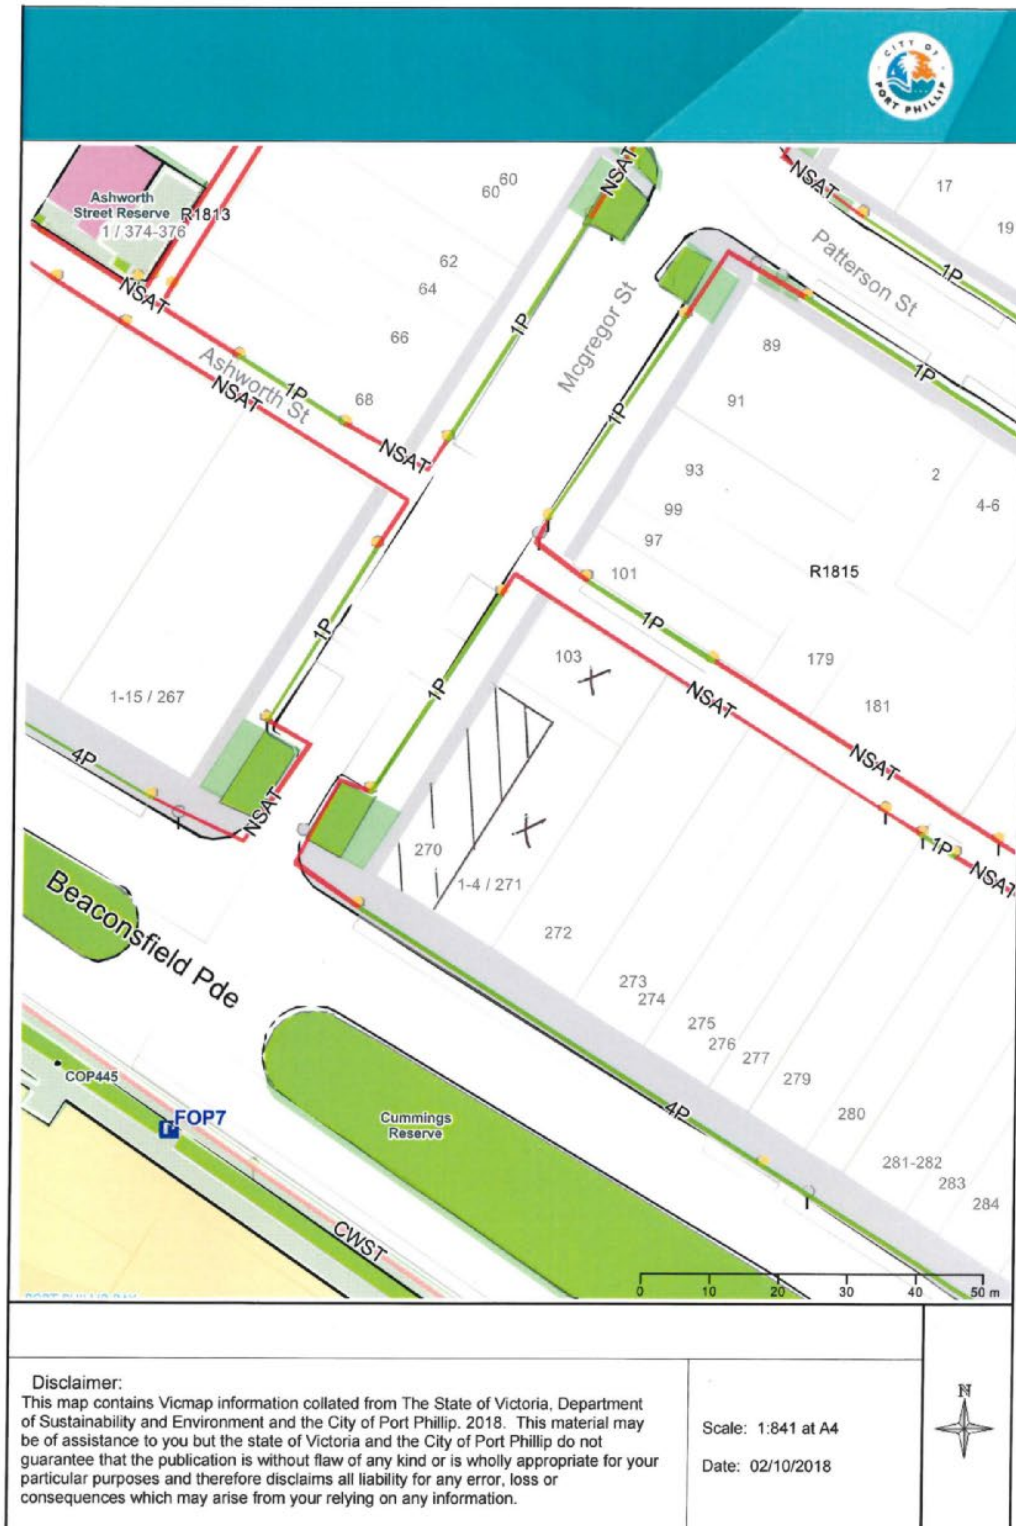 CITY OF
PORT PHILLIP
Ashworth
Street Reserve
R1813
1 / 374-376
60
60
NSAT
NSAT
17
19
62
64
66
68
NSAT
1P
Ashworth St
NSAT
NSAT
1P
Mcgregor St
Patterson St
1P
1P
89
91
93
99
97
101
2
4-6
1P
R1815
1P
1P
1P
103
179
181
NSAT
NSAT
1P
NSAT
1-15 / 267
4P
NSAT
270
1-4 / 271
272
273
274
275
276
277
279
280
281-282
283
284
Beaconsfield Pde
4P
COP445
FOP7
Cummings
Reserve
CWST
0 10 20 30 40 50 m
Disclaimer:
This map contains Vicmap information collated from The State of Victoria, Department
of Sustainability and Environment and the City of Port Phillip. 2018. This material may
be of assistance to you but the state of Victoria and the City of Port Phillip do not
guarantee that the publication is without flaw of any kind or is wholly appropriate for your
particular purposes and therefore disclaims all liability for any error, loss or
consequences which may arise from your relying on any information.
Scale: 1:841 at A4
Date: 02/10/2018
N